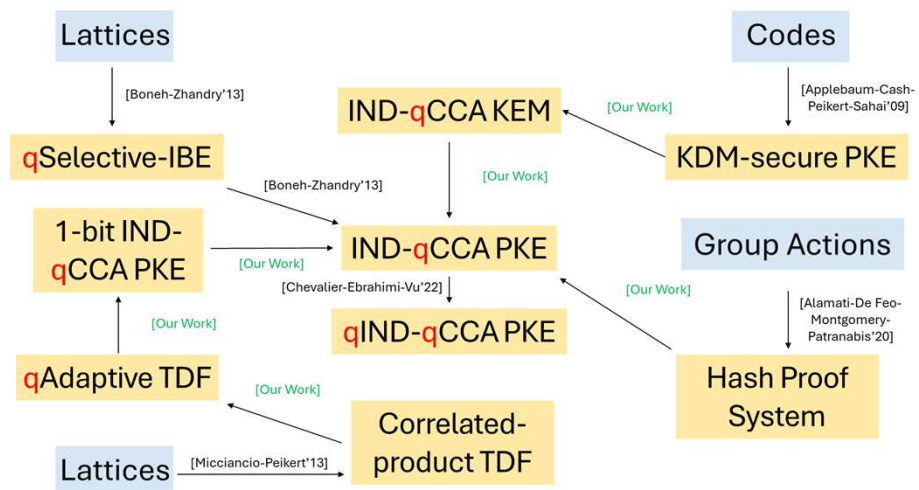 Lattices
Codes
[Boneh-Zhandry'13]
[Applebaum-Cash-
Peikert-Sahai'09]
IND-qCCA KEM
[Our Work]
qSelective-IBE
KDM-secure PKE
[Boneh-Zhandry'13]
[Our Work]
1-bit IND-
qCCA PKE
[Our Work]
IND-qCCA PKE
Group Actions
[Chevalier-Ebrahimi-Vu'22]
[Our Work]
[Alamati-De Feo-
Montgomery-
Patranabis'20]
[Our Work]
qIND-qCCA PKE
qAdaptive TDF
[Our Work]
Hash Proof
System
Correlated-
product TDF
Lattices
[Micciancio-Peikert'13]